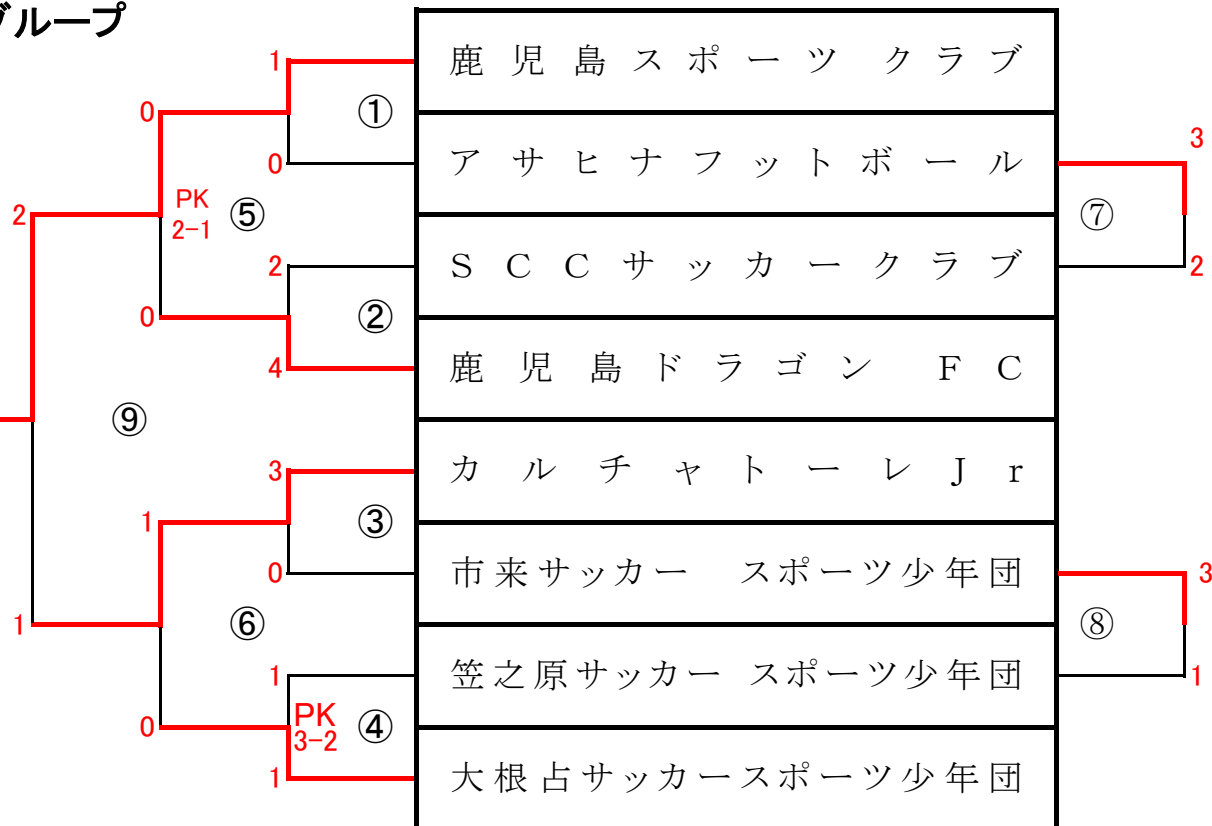 グループ
1 鹿児島スポーツ クラブ
0 ①
3
0 アサヒナフットボール
PK
2-1
2 ⑤ ⑦
2 SCCサッカークラブ 2
0 ②
4 鹿児島ドラゴン FC
⑨
3 カルチャトーレJr
1 ③
0 市来サッカー スポーツ少年団 3
1 ⑥ ⑧
1 笠之原サッカー スポーツ少年団 1
PK
3-2
0 ④
1 大根占サッカースポーツ少年団